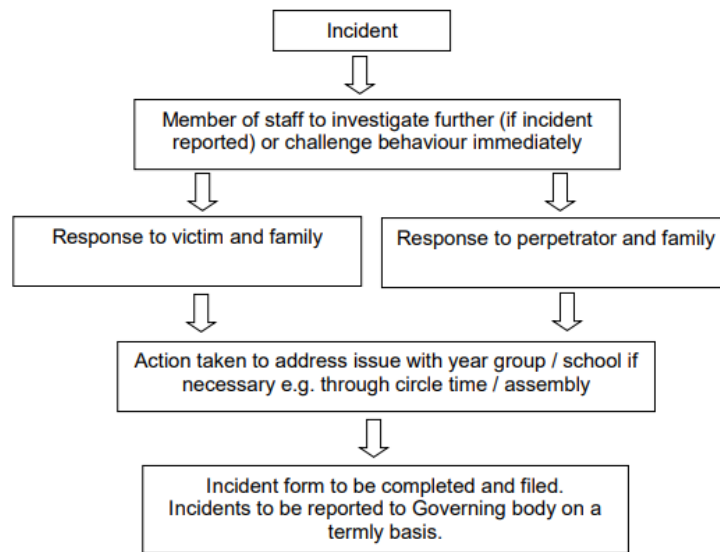 Incident
Member of staff to investigate further (if incident
reported) or challenge behaviour immediately
Response to victim and family
Response to perpetrator and family
Action taken to address issue with year group / school if
necessary e.g. through circle time / assembly
Incident form to be completed and filed.
Incidents to be reported to Governing body on a
termly basis.